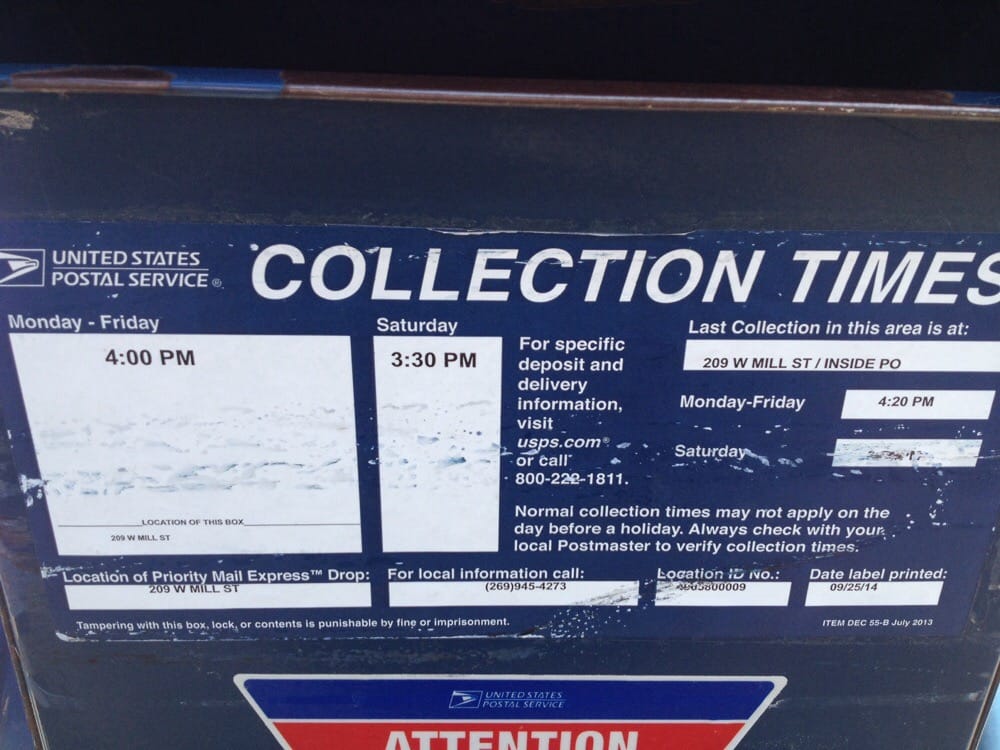 UNITED STATES
POSTAL SERVICE®
COLLECTION TIMES
Monday - Friday
4:00 PM
LOCATION OF THIS BOX
209 W MILL ST
Saturday
3:30 PM
For specific
deposit and
delivery
information,
visit
usps.com®
or call
800-222-1811.
Last Collection in this area is at:
209 W MILL ST / INSIDE PO
Monday-Friday
4:20 PM
Saturday
Normal collection times may not apply on the
day before a holiday. Always check with your
local Postmaster to verify collection times.
Location of Priority Mail Express™ Drop:
209 W MILL ST
For local information call:
(269)945-4273
Location ID No.:
Date label printed:
09/25/14
Tampering with this box, lock, or contents is punishable by fine or imprisonment.
ITEM DEC 55-B July 2013
UNITED STATES
POSTAL SERVICE
ATTENTION